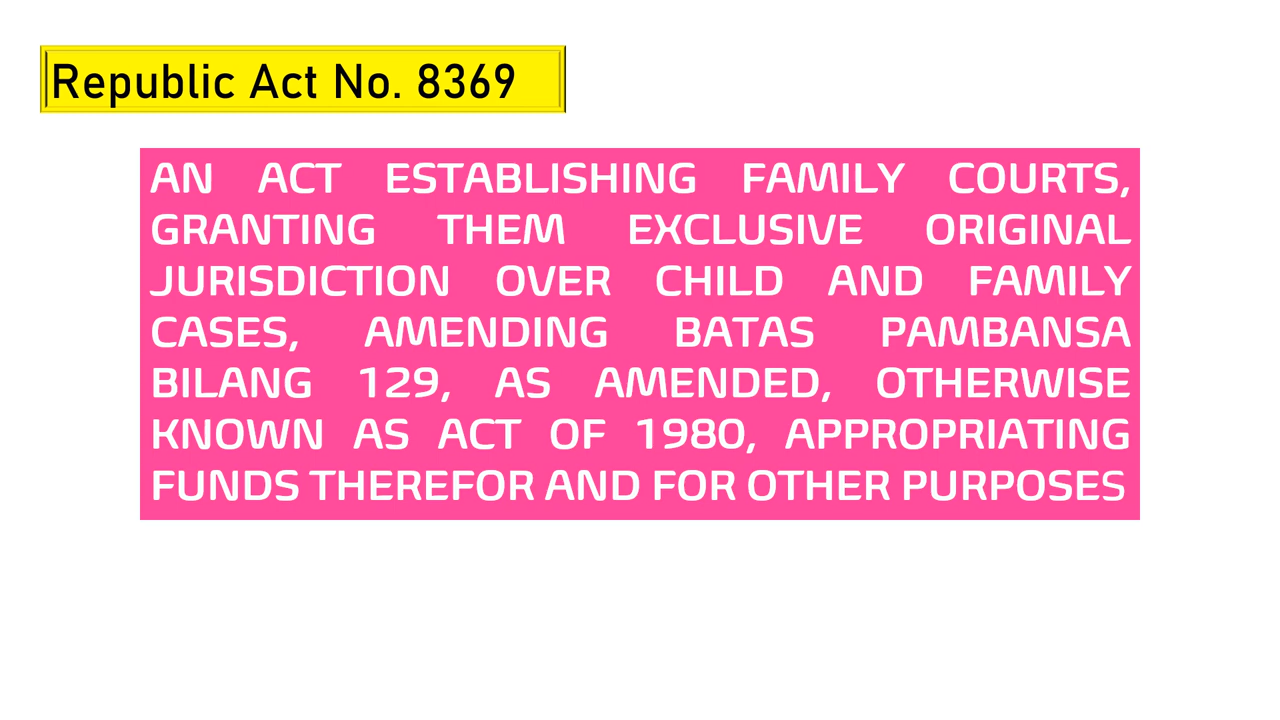 Republic Act No. 8369
AN ACT ESTABLISHING FAMILY COURTS,
GRANTING THEM EXCLUSIVE ORIGINAL
JURISDICTION OVER CHILD AND FAMILY
CASES, AMENDING BATAS PAMBANSA
BILANG 129, AS AMENDED, OTHERWISE
KNOWN AS ACT OF 1980, APPROPRIATING
FUNDS THEREFOR AND FOR OTHER PURPOSES